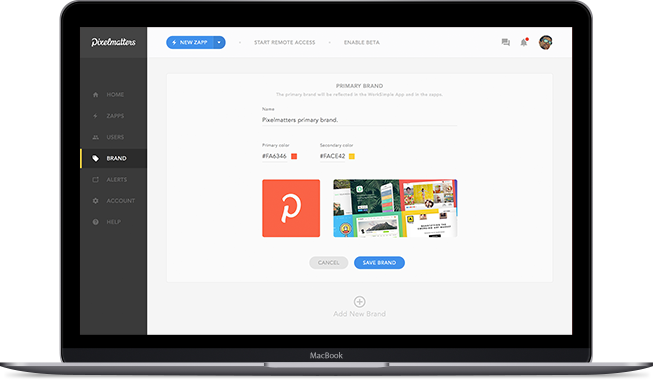 Pixelmatters
NEW ZAPP
START REMOTE ACCESS
ENABLE BETA
HOME
ZAPPS
USERS
BRAND
ALERTS
ACCOUNT
HELP
PRIMARY BRAND
The primary brand will be reflected in the WorkSimple App and in the zapps.
Name
Pixelmatters primary brand.
Primary color
Secondary color
#FA6346
#FACE42
p
CANCEL
SAVE BRAND
Add New Brand
MacBook